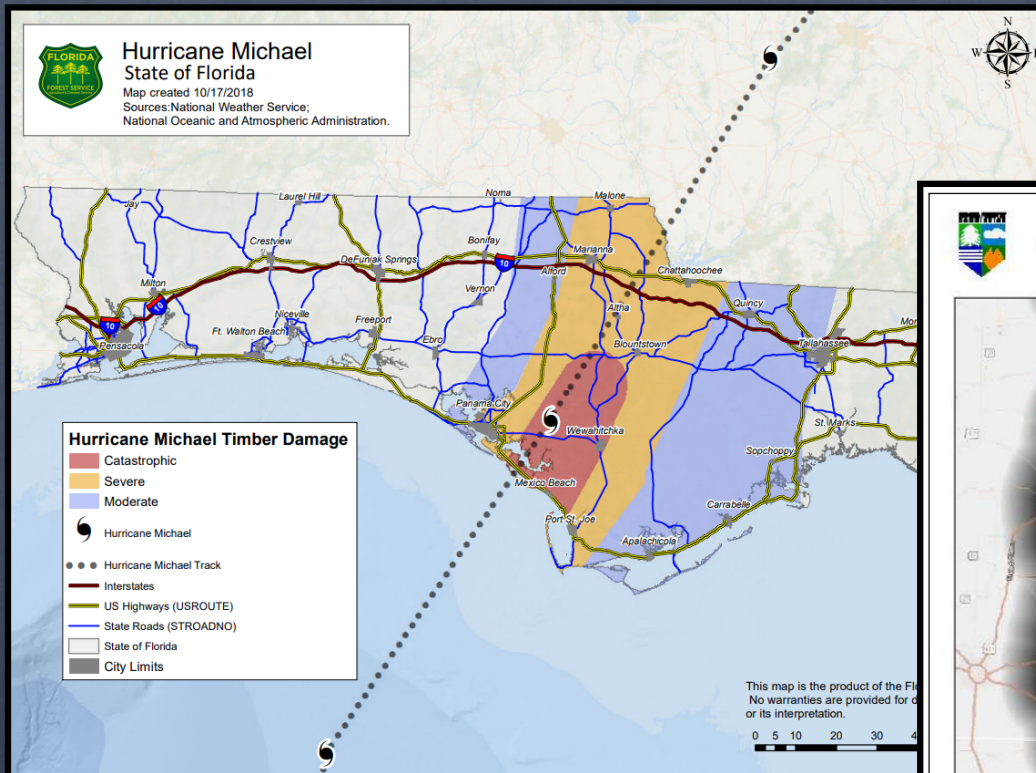 FLORIDA
FOREST SERVICE
Hurricane Michael
State of Florida
Map created 10/17/2018
Sources:National Weather Service;
National Oceanic and Atmospheric Administration.
N
W
S
Jay
Laurel Hill
Noma
Malone
Crestview
Bonifay
Marianna
DeFuniak Springs
10
Alford
Chattahoochee
Milton
10
Vernon
Altha
Quincy
Niceville
Freeport
10
Ft. Walton Beach
Ebro
Blountstown
Tallahassee
Pensacola
Panama City
Wewahitchka
St. Marks
Sopchoppy
Mexico Beach
Carrabelle
Port St. Joe
Apalachicola
Hurricane Michael Timber Damage
Catastrophic
Severe
Moderate
Hurricane Michael
Hurricane Michael Track
Interstates
US Highways (USROUTE)
State Roads (STROADNO)
State of Florida
City Limits
This map is the product of the
No warranties are provided for
or its interpretation.
0 5 10 20 30